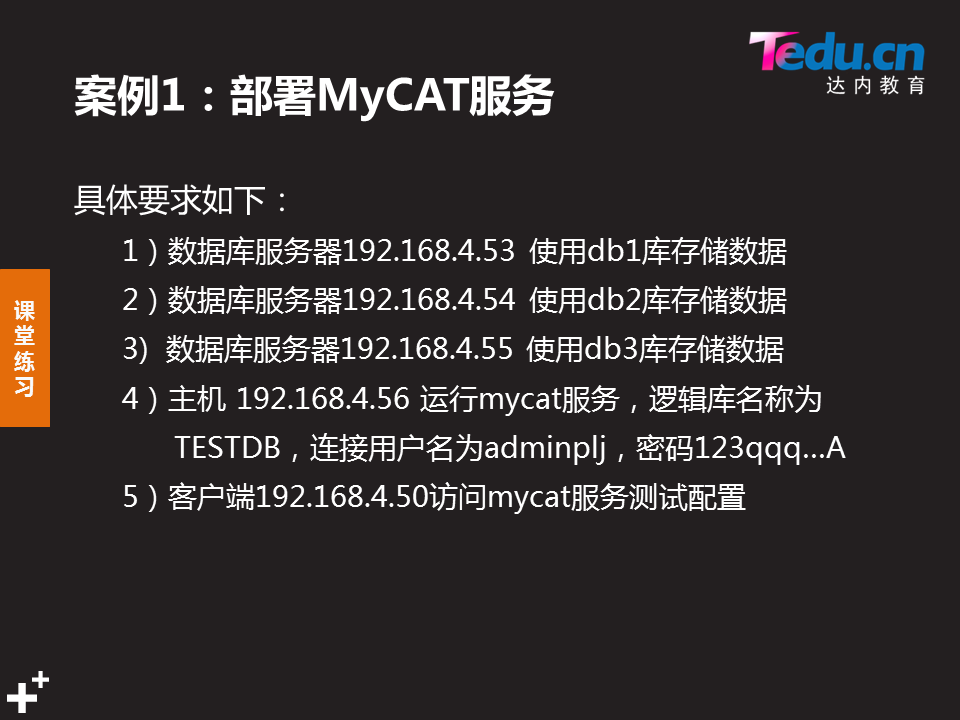 Tedu.cn
达内教育
案例1：部署MyCAT服务
具体要求如下：
1）数据库服务器192.168.4.53 使用db1库存储数据
2）数据库服务器192.168.4.54 使用db2库存储数据
3) 数据库服务器192.168.4.55 使用db3库存储数据
4）主机 192.168.4.56 运行mycat服务，逻辑库名称为
TESTDB，连接用户名为adminplj，密码123qqq…A
5）客户端192.168.4.50访问mycat服务测试配置
课
堂
练
习